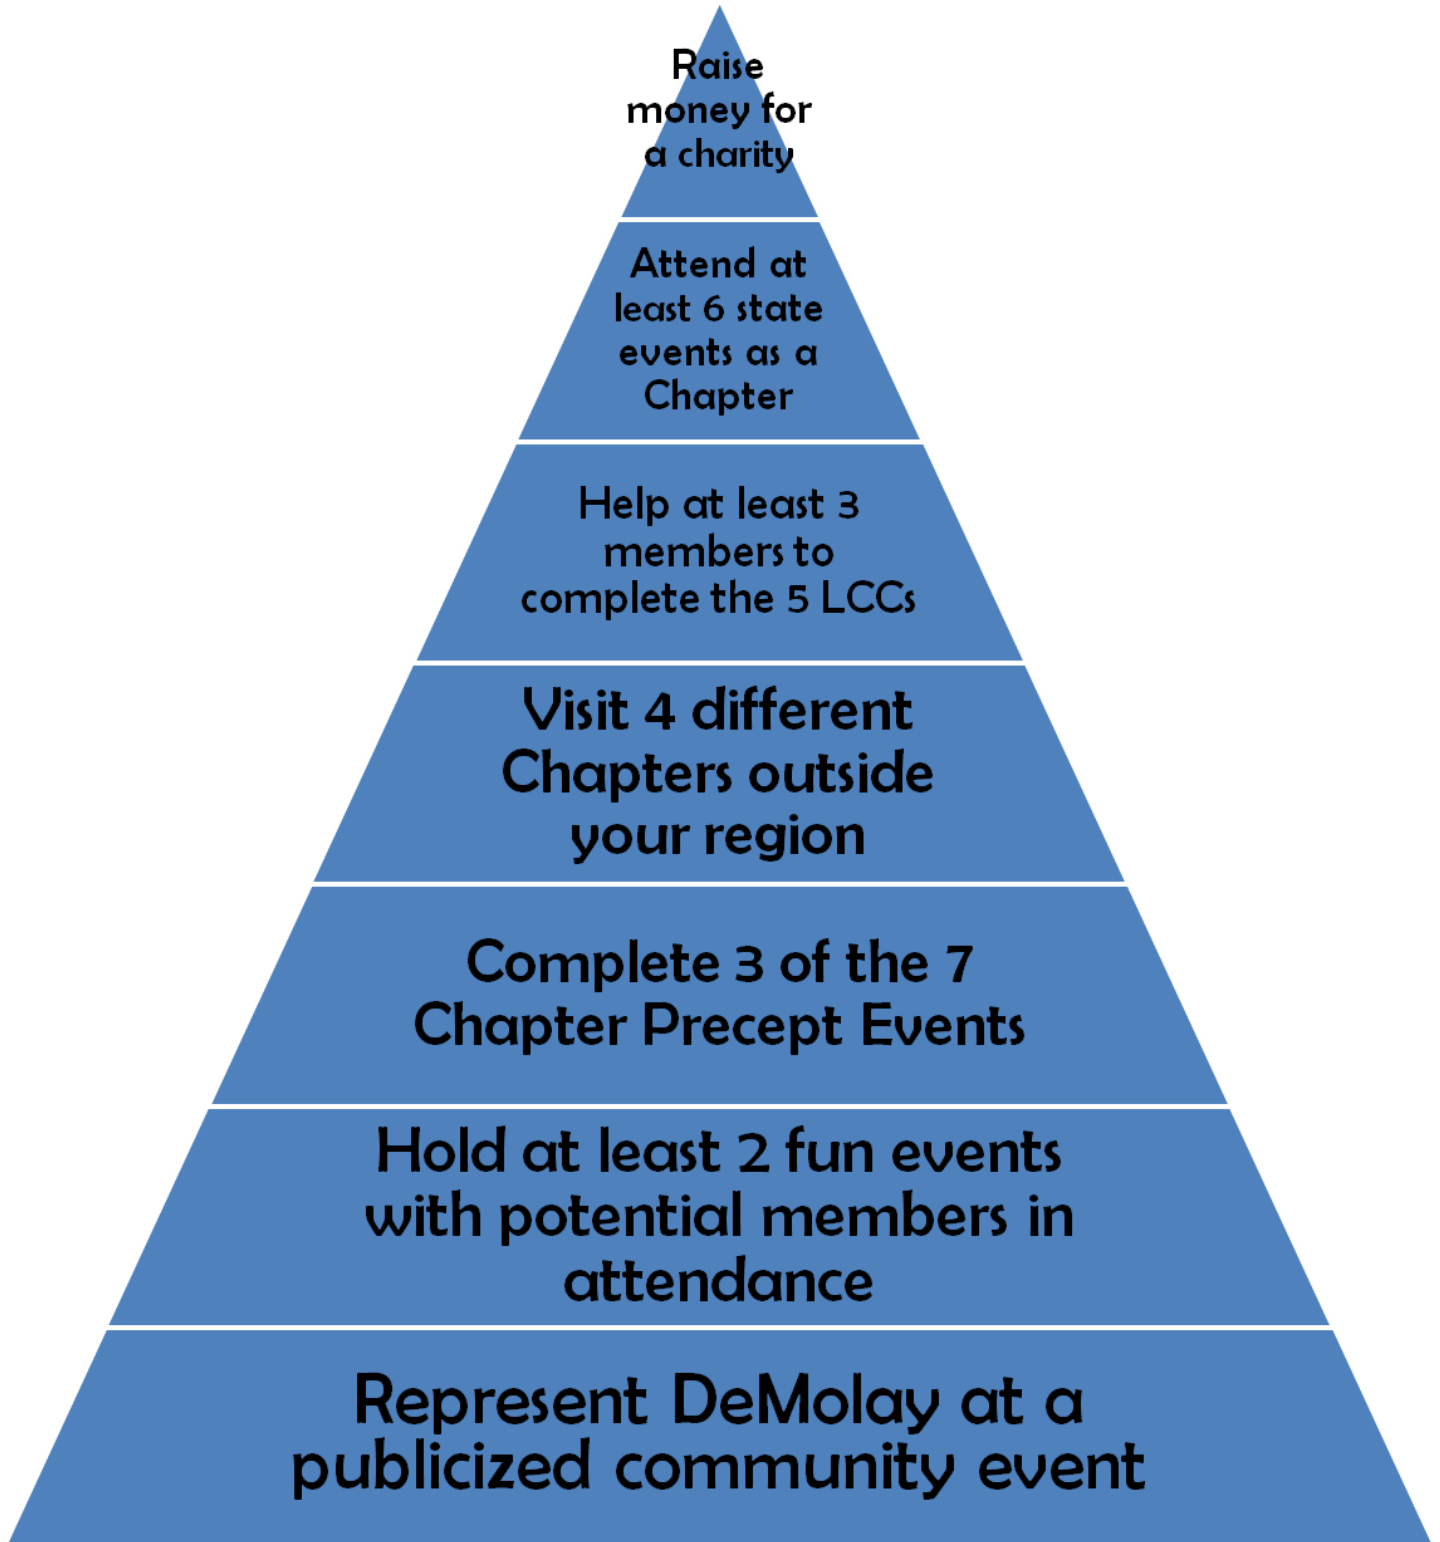 Raise
money for
a charity
Attend at
least 6 state
events as a
Chapter
Help at least 3
members to
complete the 5 LCCs
Visit 4 different
Chapters outside
your region
Complete 3 of the 7
Chapter Precept Events
Hold at least 2 fun events
with potential members in
attendance
Represent DeMolay at a
publicized community event